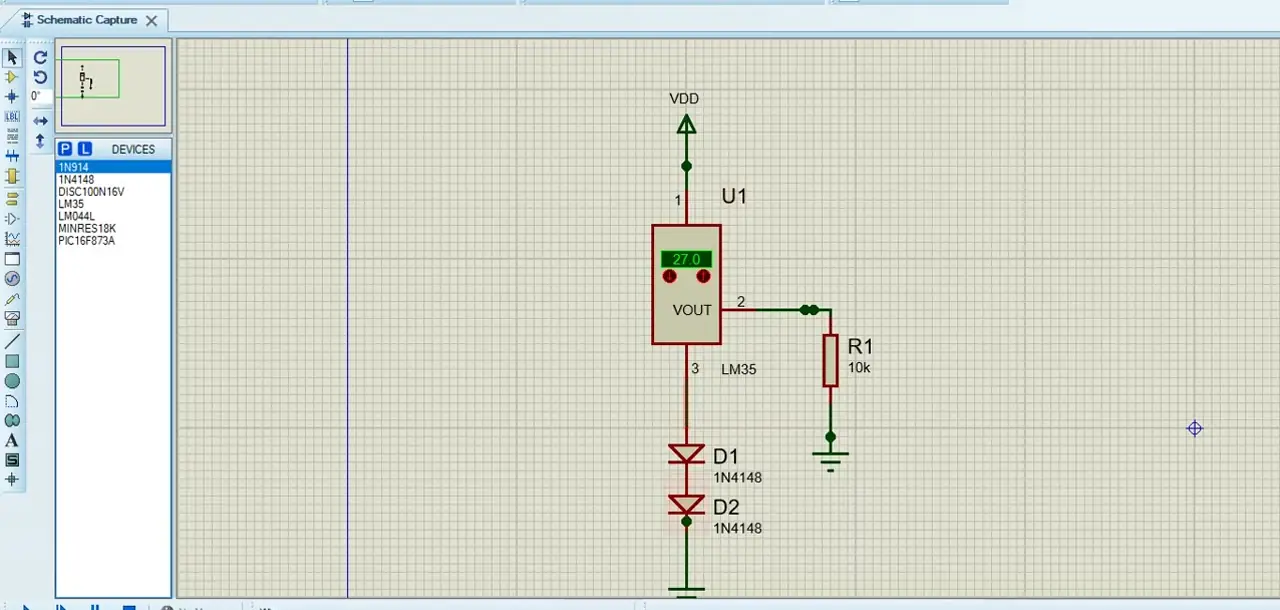 Schematic Capture
0°
LBL
P L DEVICES
1N914
1N4148
DISC100N16V
LM35
LM044L
MINRES18K
PIC16F873A
A
S
VDD
1
U1
27.0
VOUT
2
3
LM35
R1
10k
D1
1N4148
D2
1N4148